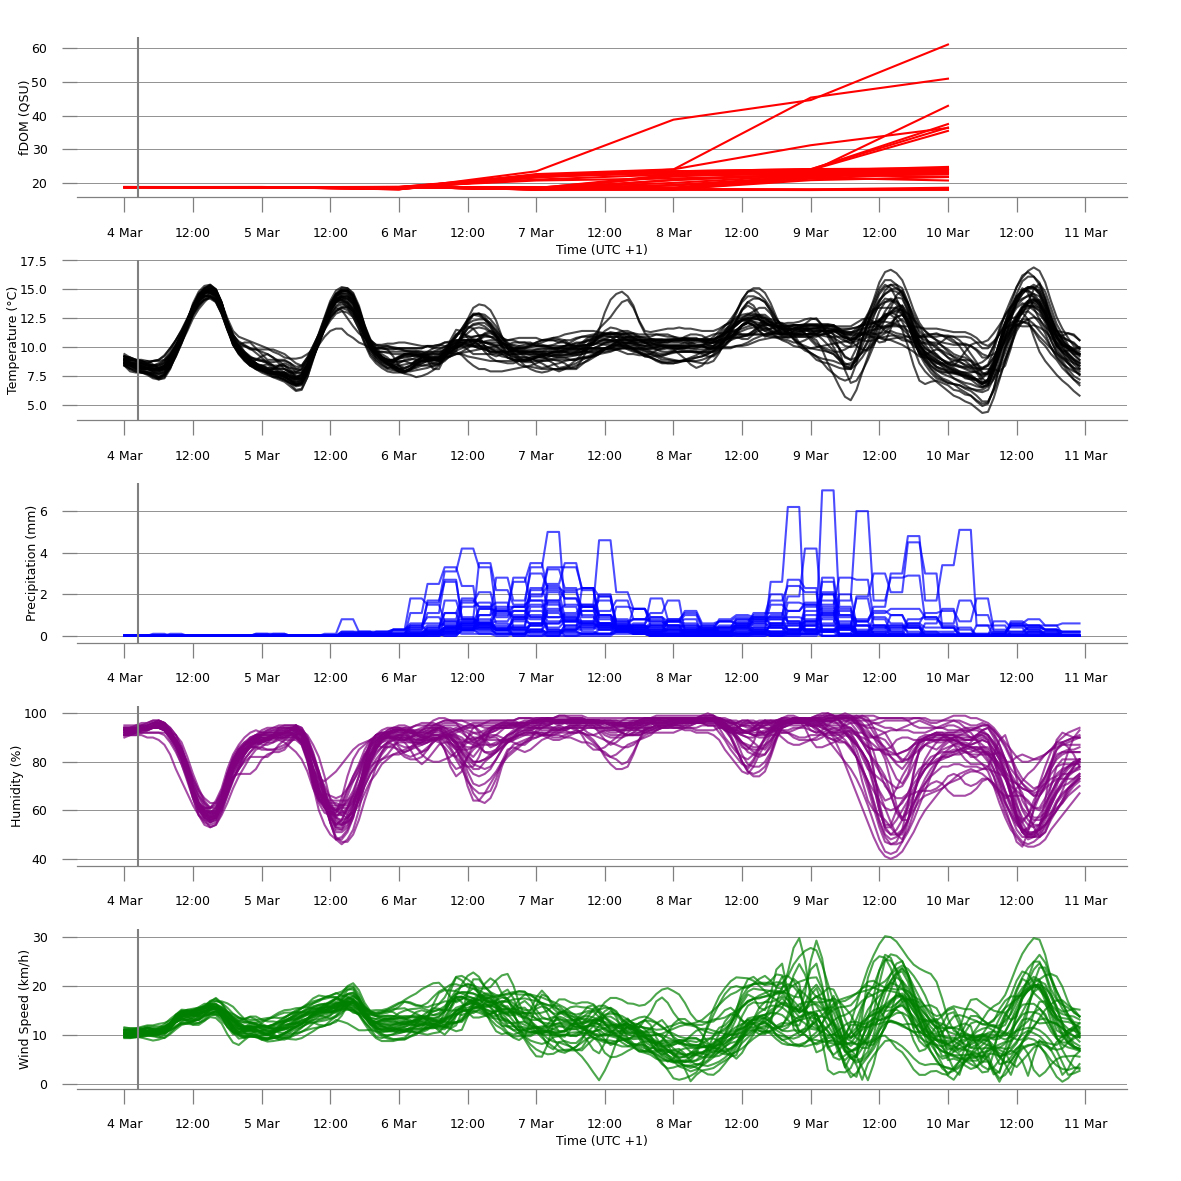 fDOM (QSU)
60
50
40
30
20
4 Mar 12:00 5 Mar 12:00 6 Mar 12:00 7 Mar 12:00 8 Mar 12:00 9 Mar 12:00 10 Mar 12:00 11 Mar
Time (UTC +1)
Temperature (°C)
17.5
15.0
12.5
10.0
7.5
5.0
4 Mar 12:00 5 Mar 12:00 6 Mar 12:00 7 Mar 12:00 8 Mar 12:00 9 Mar 12:00 10 Mar 12:00 11 Mar
Precipitation (mm)
6
4
2
0
4 Mar 12:00 5 Mar 12:00 6 Mar 12:00 7 Mar 12:00 8 Mar 12:00 9 Mar 12:00 10 Mar 12:00 11 Mar
Humidity (%)
100
80
60
40
4 Mar 12:00 5 Mar 12:00 6 Mar 12:00 7 Mar 12:00 8 Mar 12:00 9 Mar 12:00 10 Mar 12:00 11 Mar
Wind Speed (km/h)
30
20
10
0
4 Mar 12:00 5 Mar 12:00 6 Mar 12:00 7 Mar 12:00 8 Mar 12:00 9 Mar 12:00 10 Mar 12:00 11 Mar
Time (UTC +1)